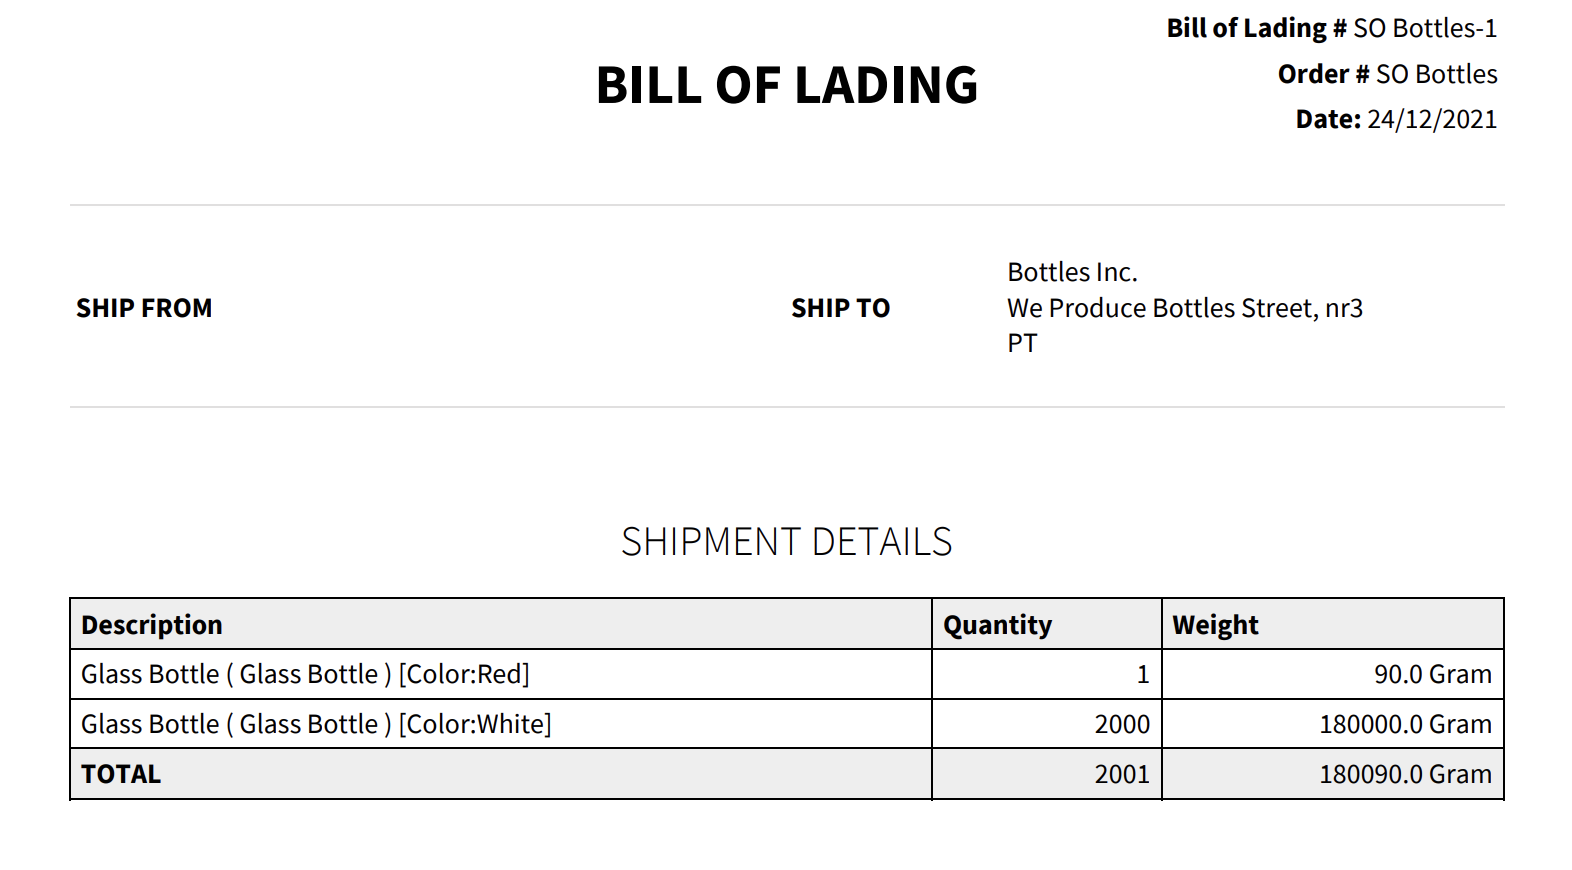 Bill of Lading # SO Bottles-1
BILL OF LADING
Order # SO Bottles
Date: 24/12/2021
SHIP FROM
SHIP TO
Bottles Inc.
We Produce Bottles Street, nr3
PT
SHIPMENT DETAILS
Description Quantity Weight
Glass Bottle ( Glass Bottle ) [Color:Red] 1 90.0 Gram
Glass Bottle ( Glass Bottle ) [Color:White] 2000 180000.0 Gram
TOTAL 2001 180090.0 Gram